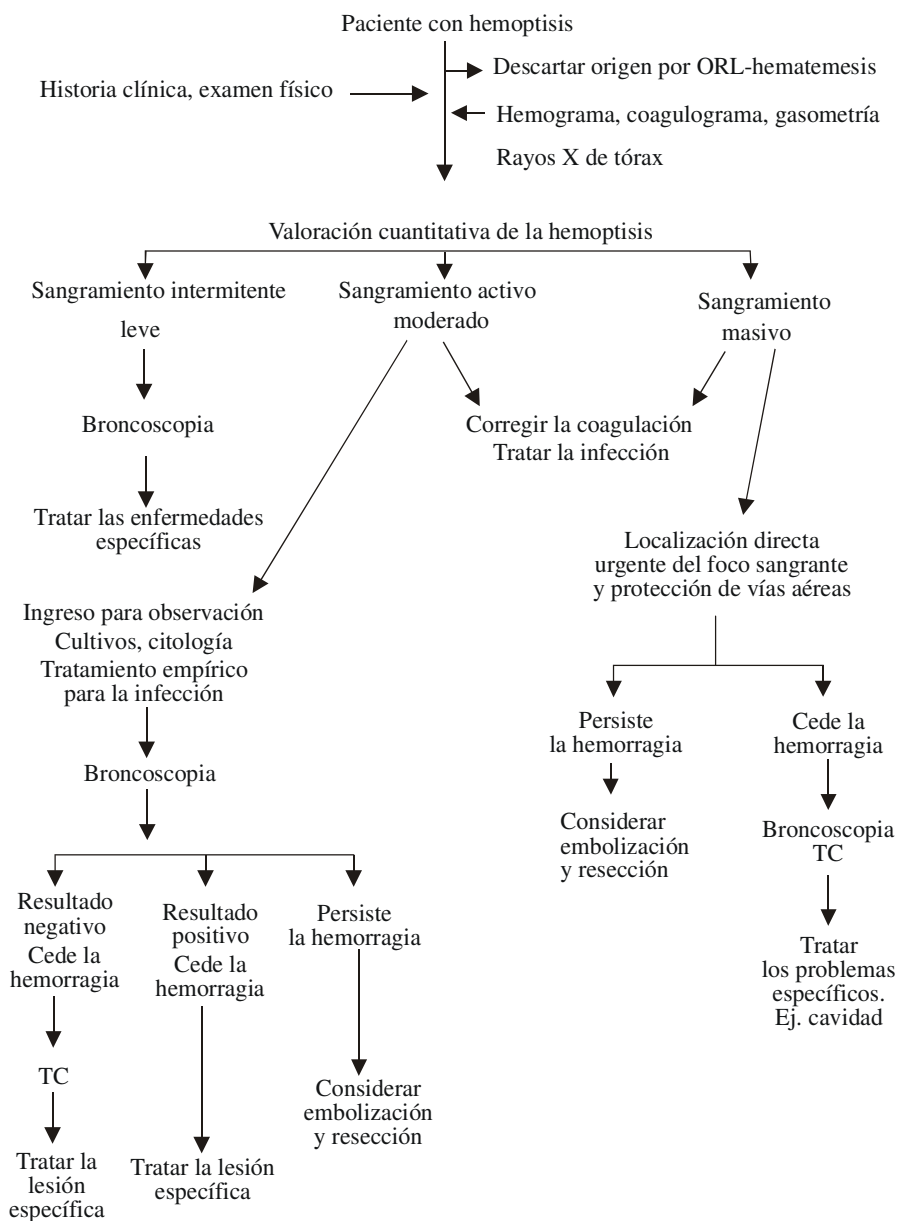 Paciente con hemoptisis
Descartar origen por ORL-hematemesis
Historia clínica, examen físico
Hemograma, coagulograma, gasometría
Rayos X de tórax
Valoración cuantitativa de la hemoptisis
Sangramiento intermitente
leve
Broncoscopia
Tratar las enfermedades
específicas
Sangramiento activo
moderado
Sangramiento
masivo
Corregir la coagulación
Tratar la infección
Ingreso para observación
Cultivos, citología
Tratamiento empírico
para la infección
Broncoscopia
Resultado
negativo
Cede la
hemorragia
TC
Tratar la
lesión
específica
Resultado
positivo
Cede la
hemorragia
Tratar la lesión
específica
Persiste
la hemorragia
Considerar
embolización
y resección
Localización directa
urgente del foco sangrante
y protección de vías aéreas
Persiste
la hemorragia
Considerar
embolización
y resección
Cede la
hemorragia
Broncoscopia
TC
Tratar
los problemas
específicos.
Ej. cavidad